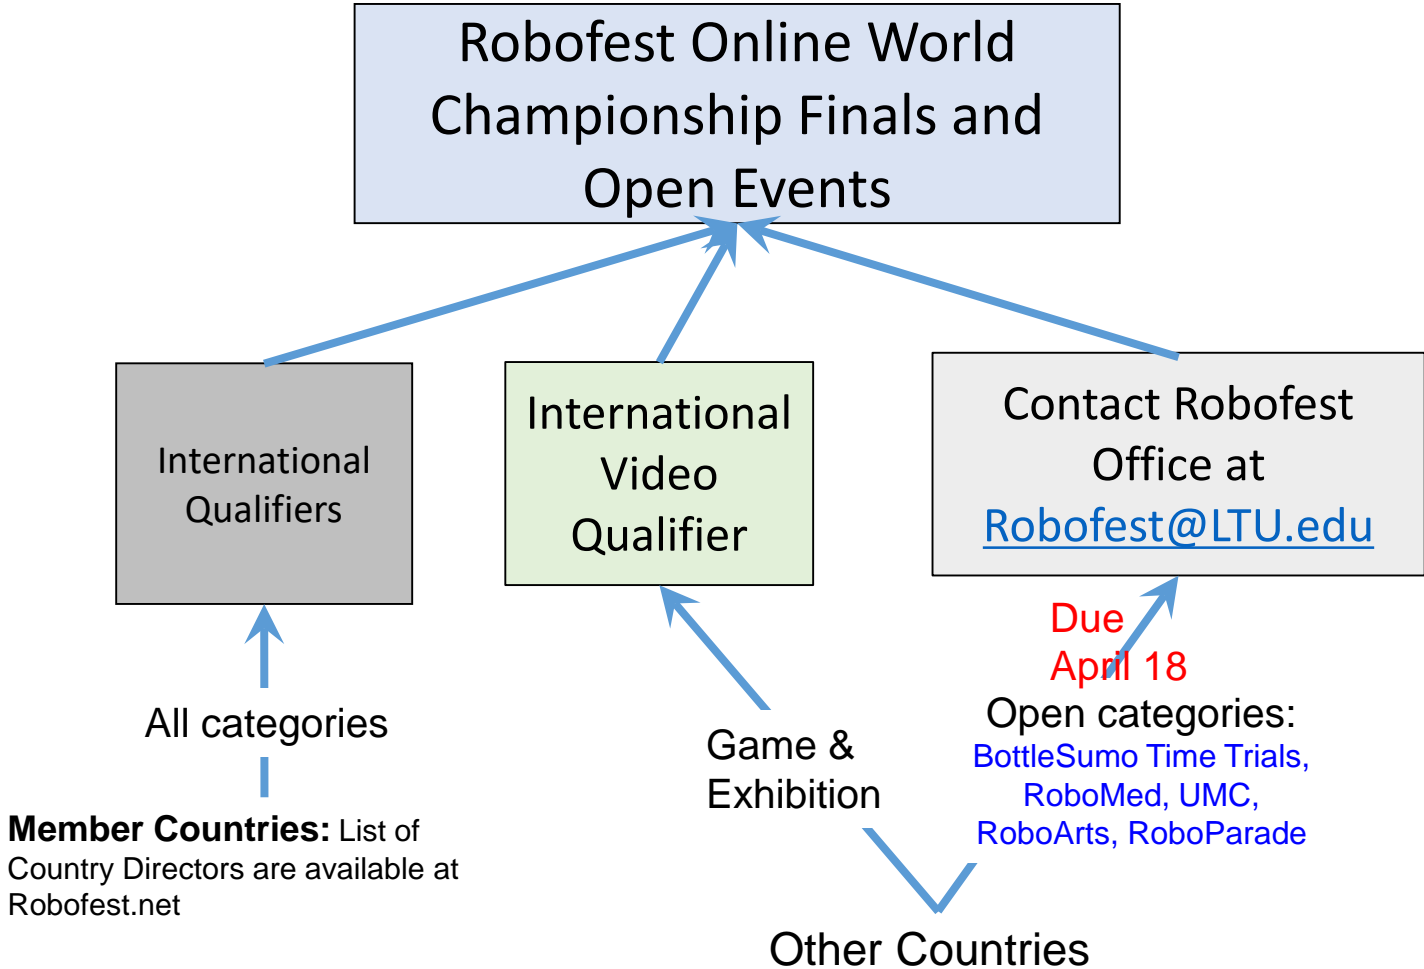 Robofest Online World
Championship Finals and
Open Events
International
Qualifiers
International
Video
Qualifier
Contact Robofest
Office at
Robofest@LTU.edu
Due
April 18
All categories
Game &
Exhibition
Open categories:
BottleSumo Time Trials,
RoboMed, UMC,
RoboArts, RoboParade
Member Countries: List of
Country Directors are available at
Robofest.net
Other Countries